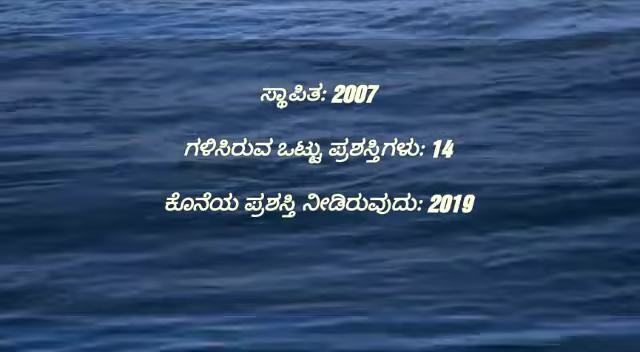 ಸ್ಥಾಪಿತ: 2007
ಗಳಿಸಿರುವ ಒಟ್ಟು ಪ್ರಶಸ್ತಿಗಳು: 14
ಕೊನೆಯ ಪ್ರಶಸ್ತಿ ನೀಡಿರುವುದು: 2019